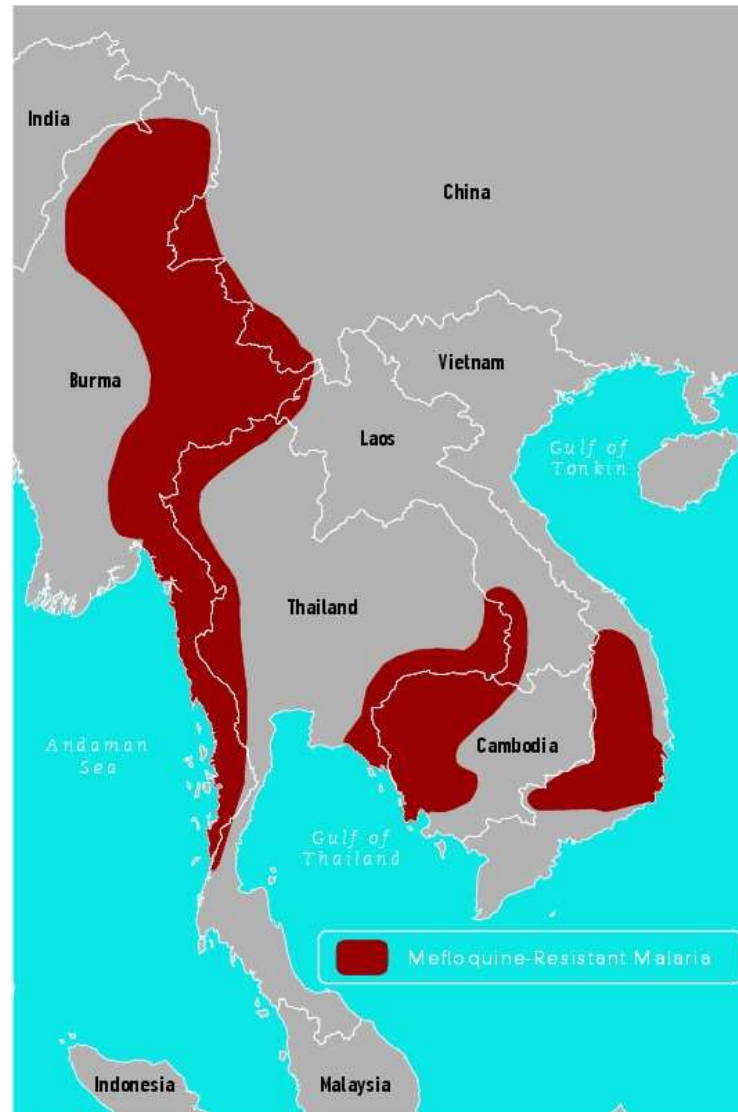 India
China
Burma
Vietnam
Laos
Gulf of
Tonkin
Thailand
Andaman
Sea
Cambodia
Gulf of
Thailand
Mefloquine-Resistant Malaria
Indonesia
Malaysia